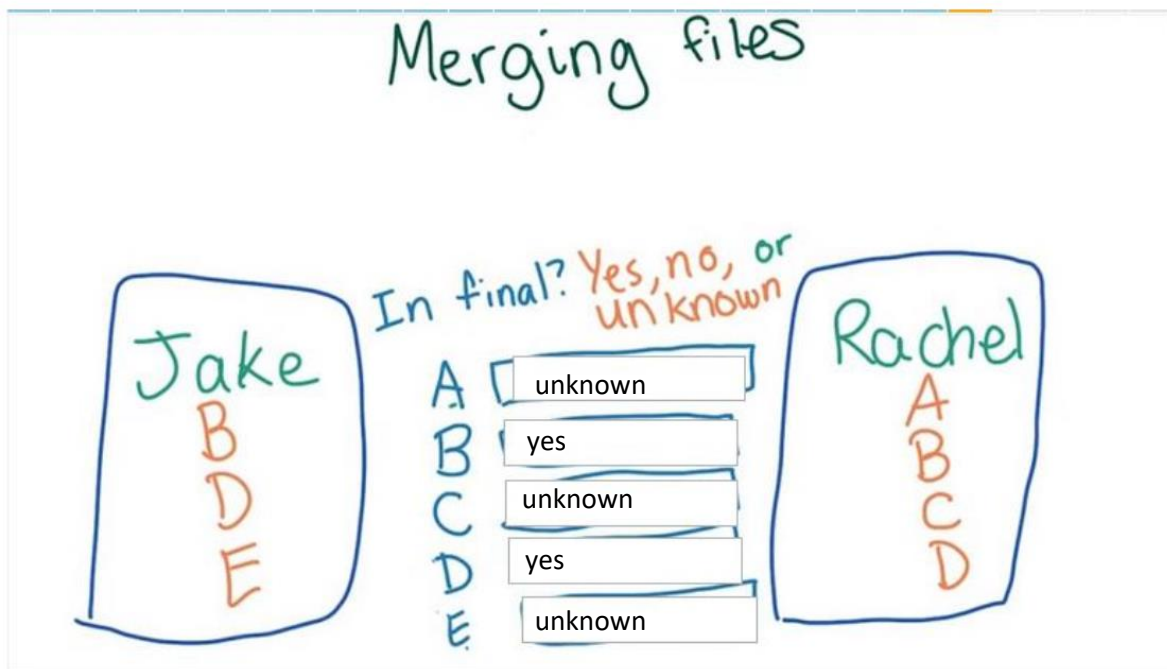 Merging files
In final? Yes, no, or
unknown
Jake
B
D
E
A unknown
B yes
C unknown
D yes
E unknown
Rachel
A
B
C
D